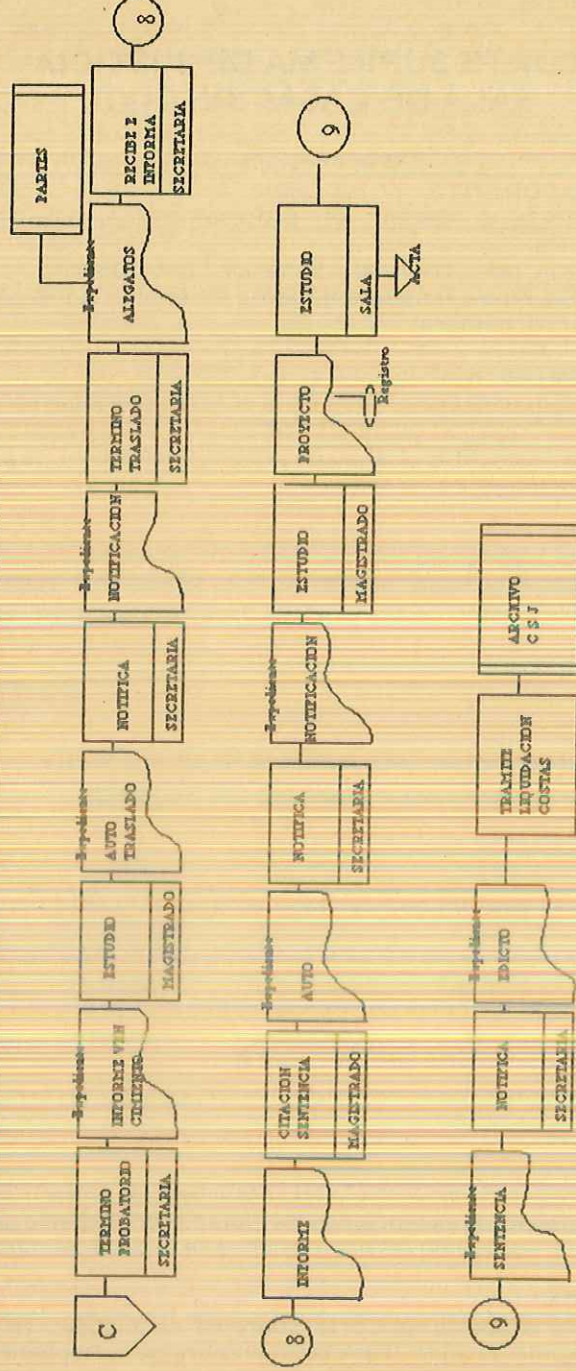 C
TERMINO
PROBATORIO
SECRETARIA
Expediente
INFORME VEN
CIMIENTO
ESTUDIO
MAGISTRADO
Expediente
AUTO
TRASLADO
NOTIFICA
SECRETARIA
Expediente
NOTIFICACION
TERMINO
TRASLADO
SECRETARIA
Expediente
ALEGATOS
PARTES
RECIBE E
INFORMA
SECRETARIA
8
8
INFORME
CITACION
SENTENCIA
MAGISTRADO
Expediente
AUTO
NOTIFICA
SECRETARIA
Expediente
NOTIFICACION
ESTUDIO
MAGISTRADO
PROYECTO
Registro
ESTUDIO
SALA
ACTA
9
9
Expediente
SENTENCIA
NOTIFICA
SECRETARIA
Expediente
EDICTO
TRAMITE
LIQUIDACION
COSTAS
ARCHIVO
C S J